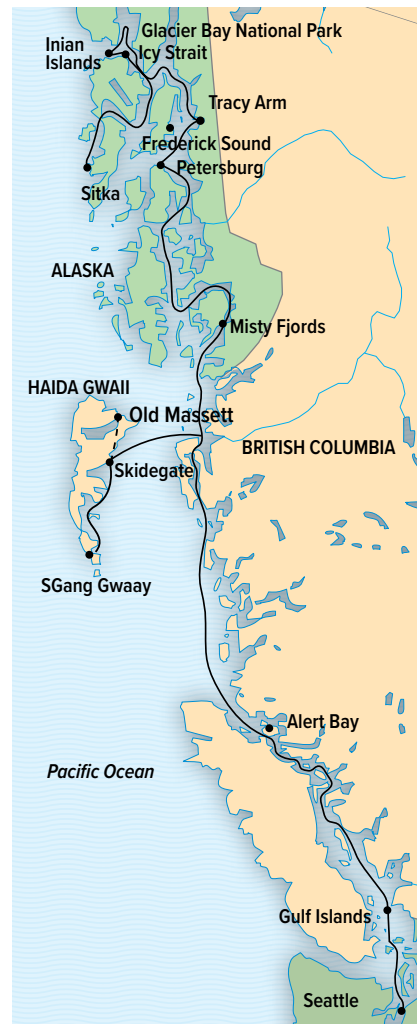 Glacier Bay National Park
Inian
Islands
Icy Strait
Tracy Arm
Frederick Sound
Petersburg
Sitka
ALASKA
Misty Fjords
HAIDA GWAII
Old Massett
BRITISH COLUMBIA
Skidegate
SGang Gwaay
Alert Bay
Pacific Ocean
Gulf Islands
Seattle